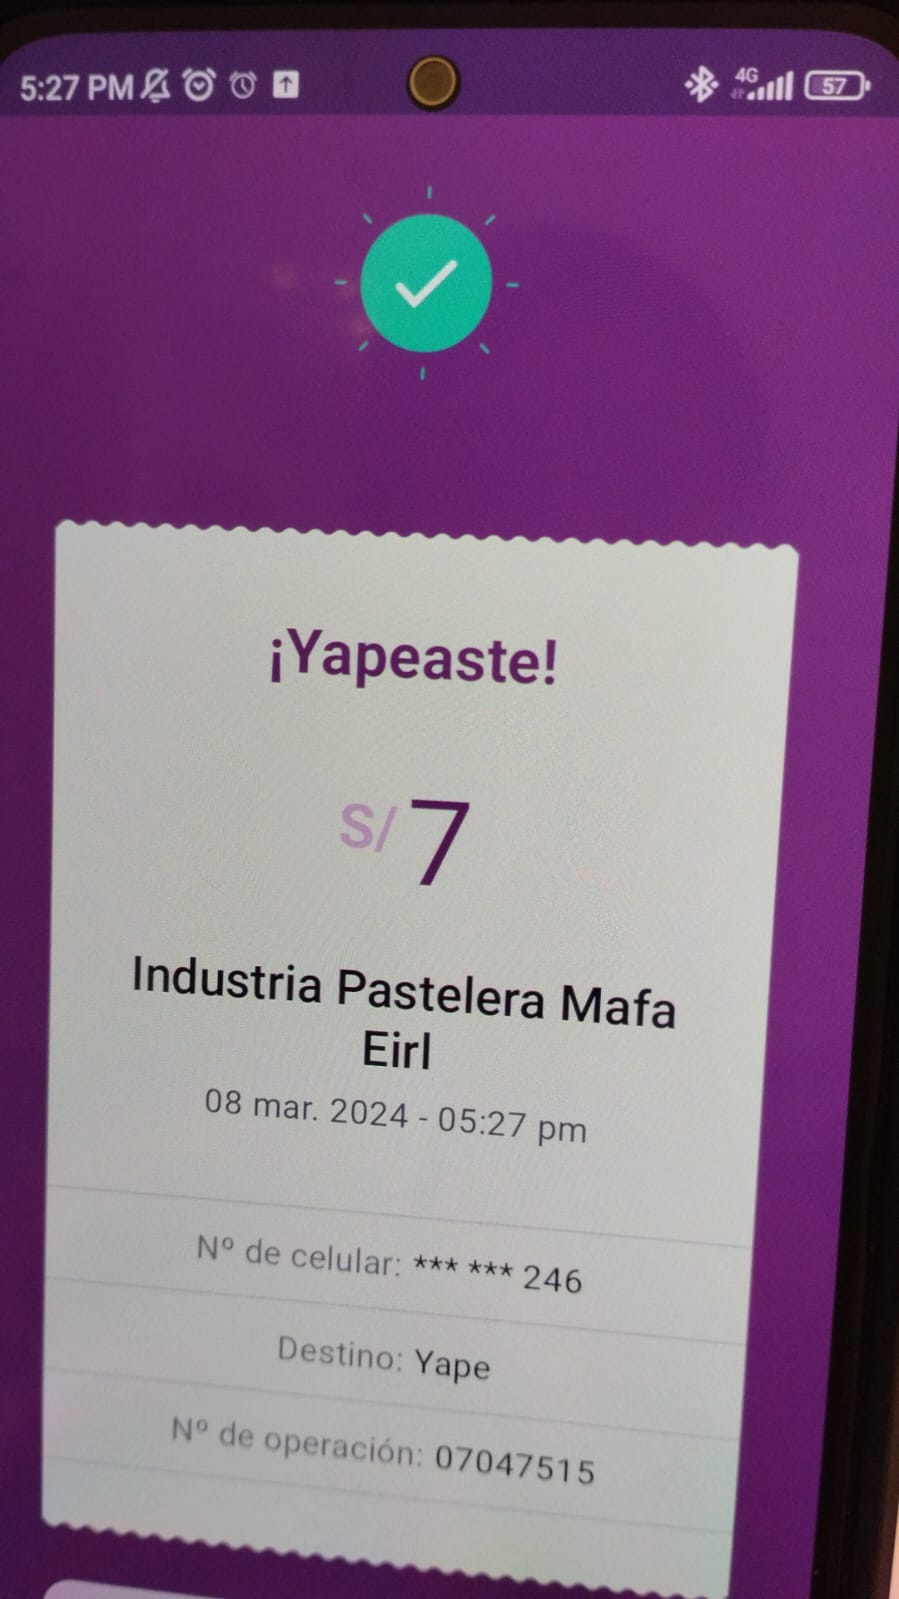 5:27 PM 4G 57
¡Yapeaste!
S/ 7
Industria Pastelera Mafa
Eirl
08 mar. 2024 - 05:27 pm
Nº de celular: *** *** 246
Destino: Yape
Nº de operación: 07047515